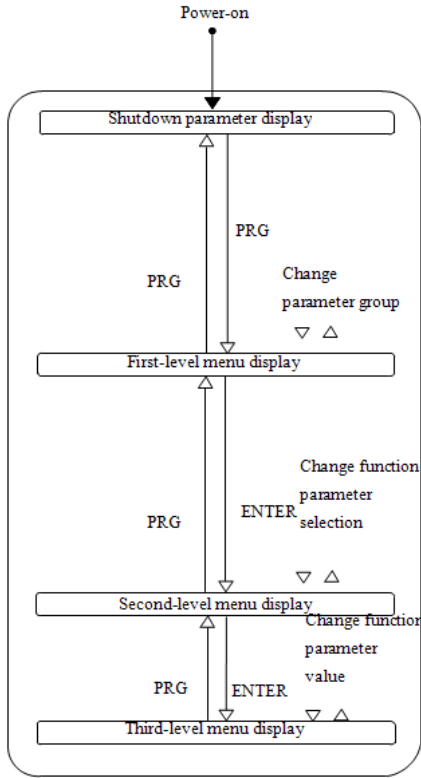 Power-on
Shutdown parameter display
PRG
PRG
Change
parameter group
First-level menu display
Change function
parameter
selection
ENTER
PRG
Second-level menu display
Change function
parameter
value
PRG
ENTER
Third-level menu display